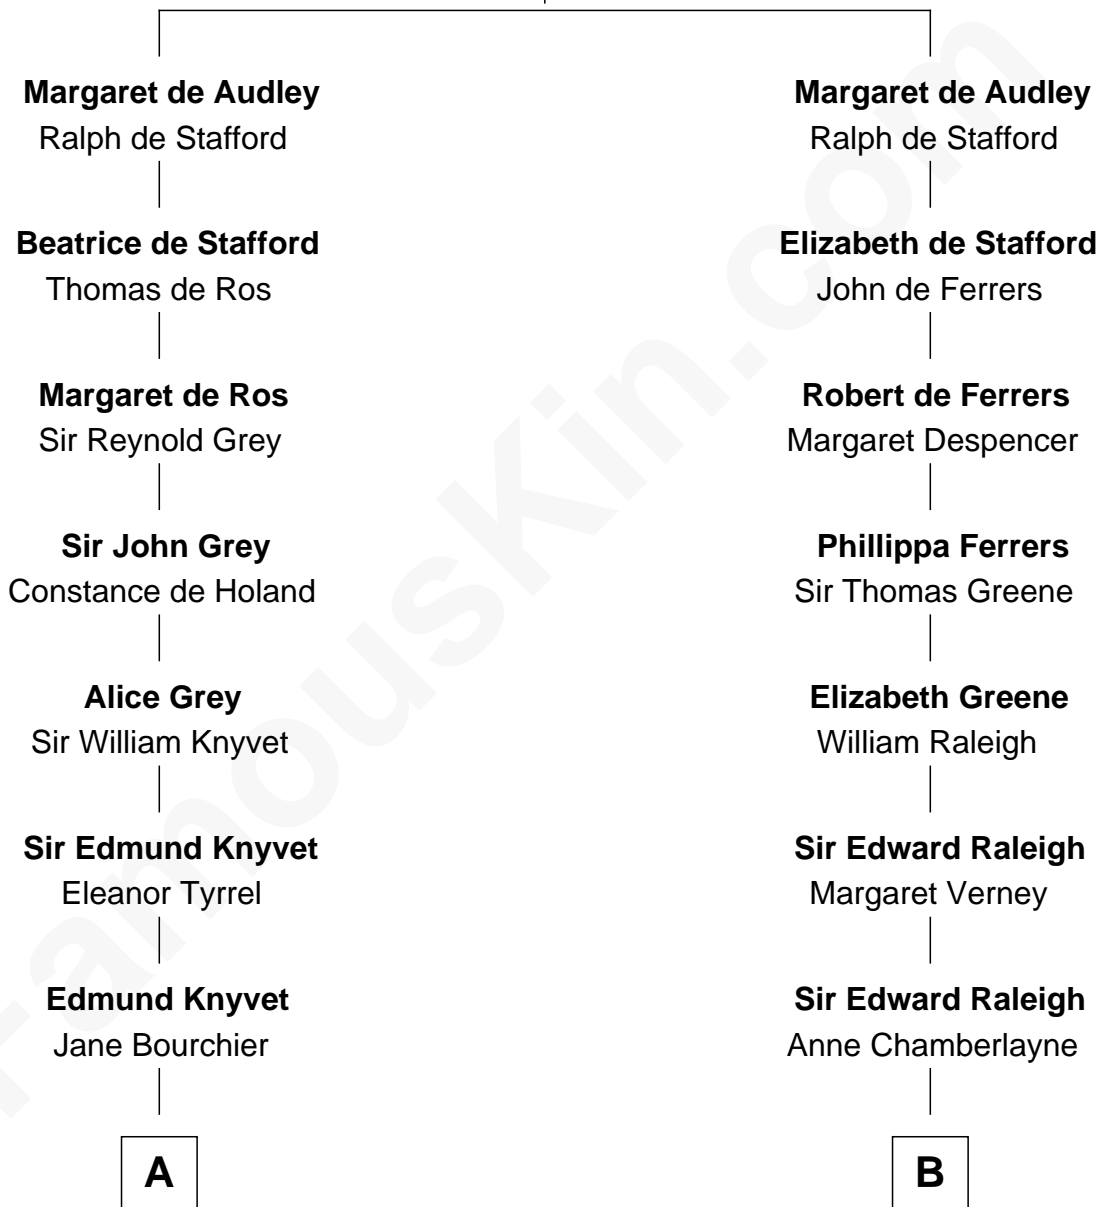 Margaret de Audley
Ralph de Stafford
Beatrice de Stafford
Thomas de Ros
Margaret de Ros
Sir Reynold Grey
Sir John Grey
Constance de Holand
Alice Grey
Sir William Knyvet
Sir Edmund Knyvet
Eleanor Tyrrel
Edmund Knyvet
Jane Bourchier
A
Margaret de Audley
Ralph de Stafford
Elizabeth de Stafford
John de Ferrers
Robert de Ferrers
Margaret Despencer
Phillippa Ferrers
Sir Thomas Greene
Elizabeth Greene
William Raleigh
Sir Edward Raleigh
Margaret Verney
Sir Edward Raleigh
Anne Chamberlayne
B
FamousKin.com